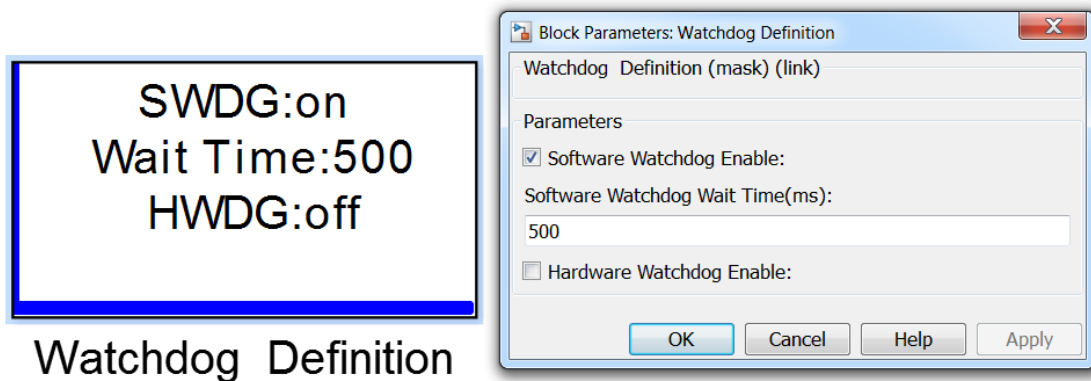 SWDG:on
Wait Time:500
HWDG:off
Watchdog Definition
Block Parameters: Watchdog Definition
Watchdog Definition (mask) (link)
Parameters
Software Watchdog Enable:
Software Watchdog Wait Time(ms):
500
Hardware Watchdog Enable:
OK Cancel Help Apply